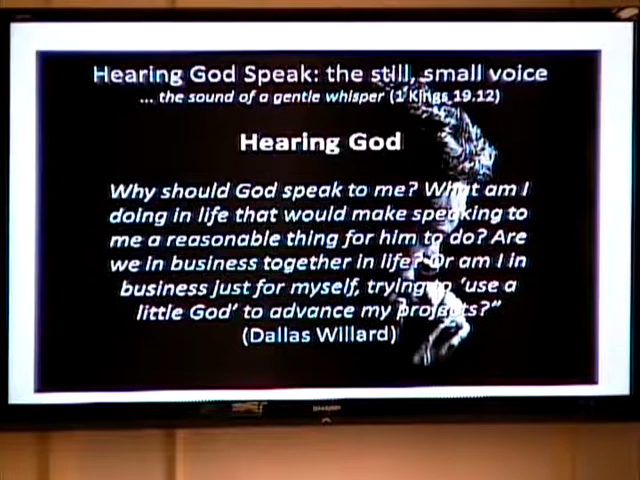 Hearing God Speak: the still, small voice
... the sound of a gentle whisper (1 Kings 19.12)
Hearing God
Why should God speak to me? What am I
doing in life that would make speaking to
me a reasonable thing for him to do? Are
we in business together in life? Or am I in
business just for myself, trying to 'use a
little God' to advance my projects?"
(Dallas Willard)
SHARP